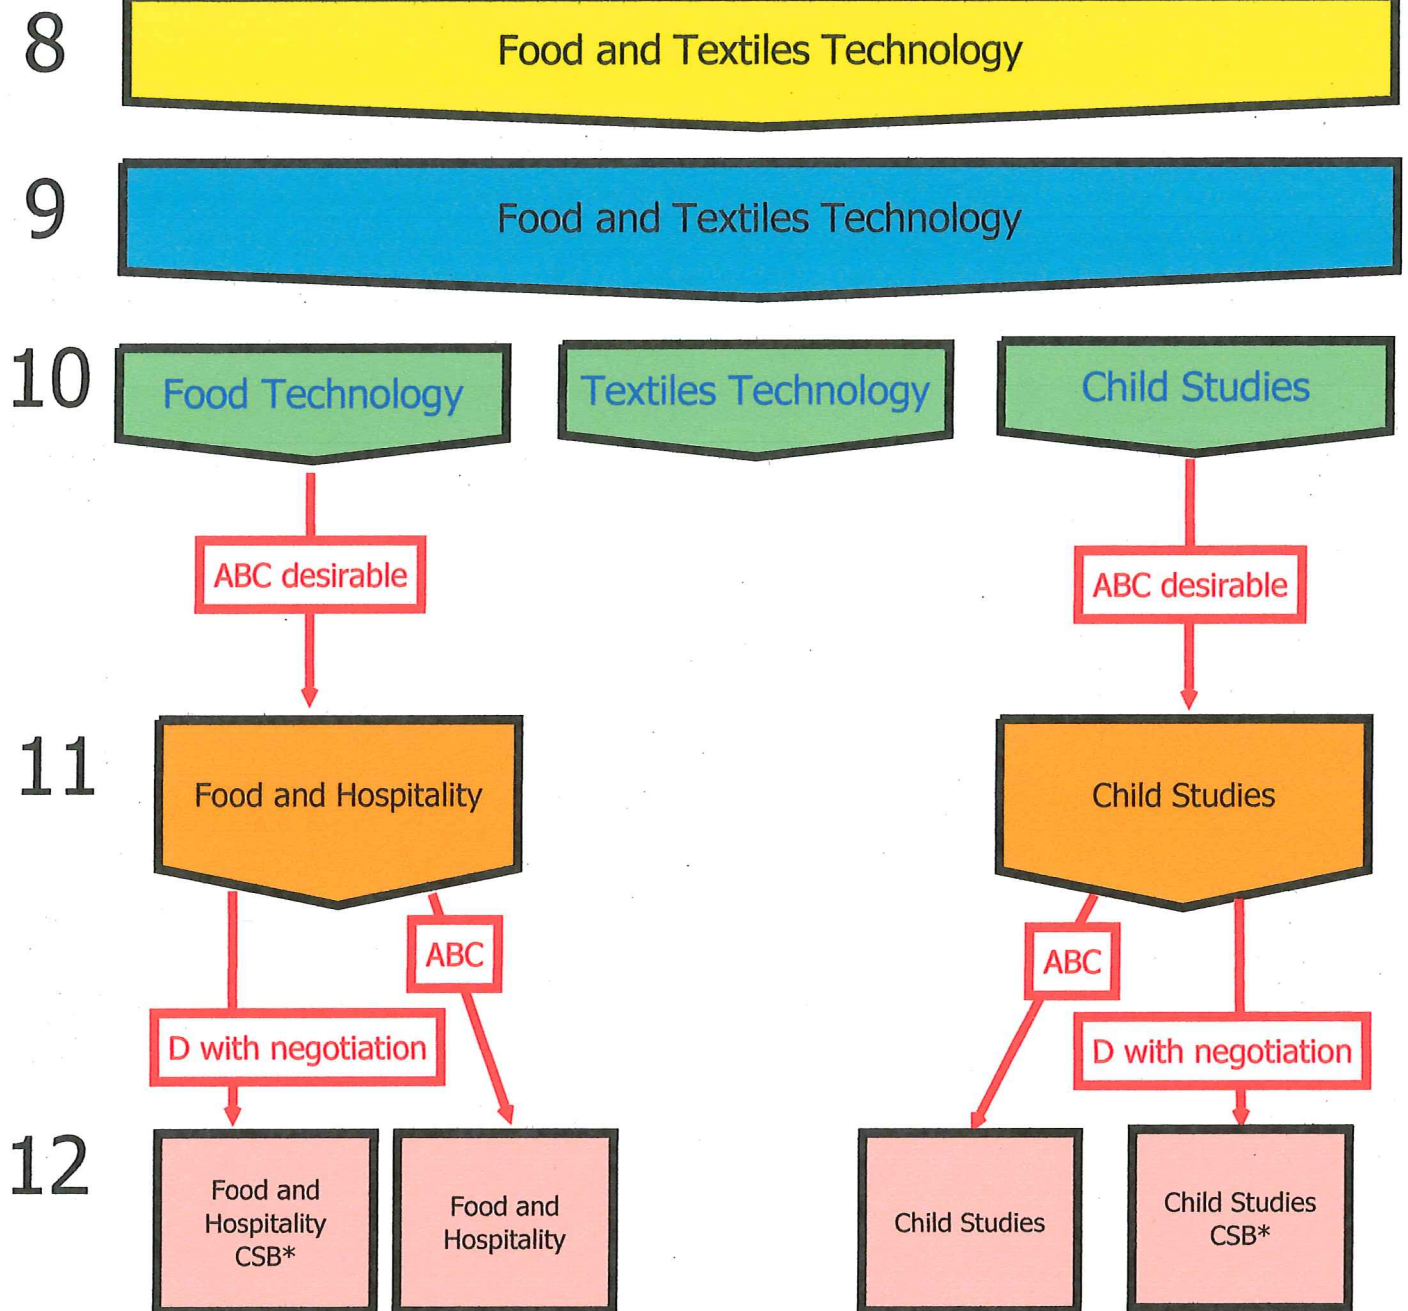 8
Food and Textiles Technology
9
Food and Textiles Technology
10
Food Technology
Textiles Technology
Child Studies
ABC desirable
ABC desirable
11
Food and Hospitality
Child Studies
ABC
ABC
D with negotiation
D with negotiation
12
Food and
Hospitality
CSB*
Food and
Hospitality
Child Studies
Child Studies
CSB*